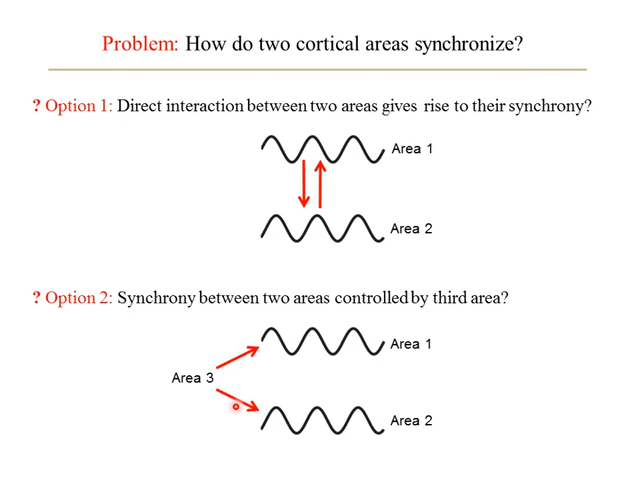 Problem: How do two cortical areas synchronize?
? Option 1: Direct interaction between two areas gives rise to their synchrony?
Area 1
Area 2
? Option 2: Synchrony between two areas controlled by third area?
Area 1
Area 3
Area 2